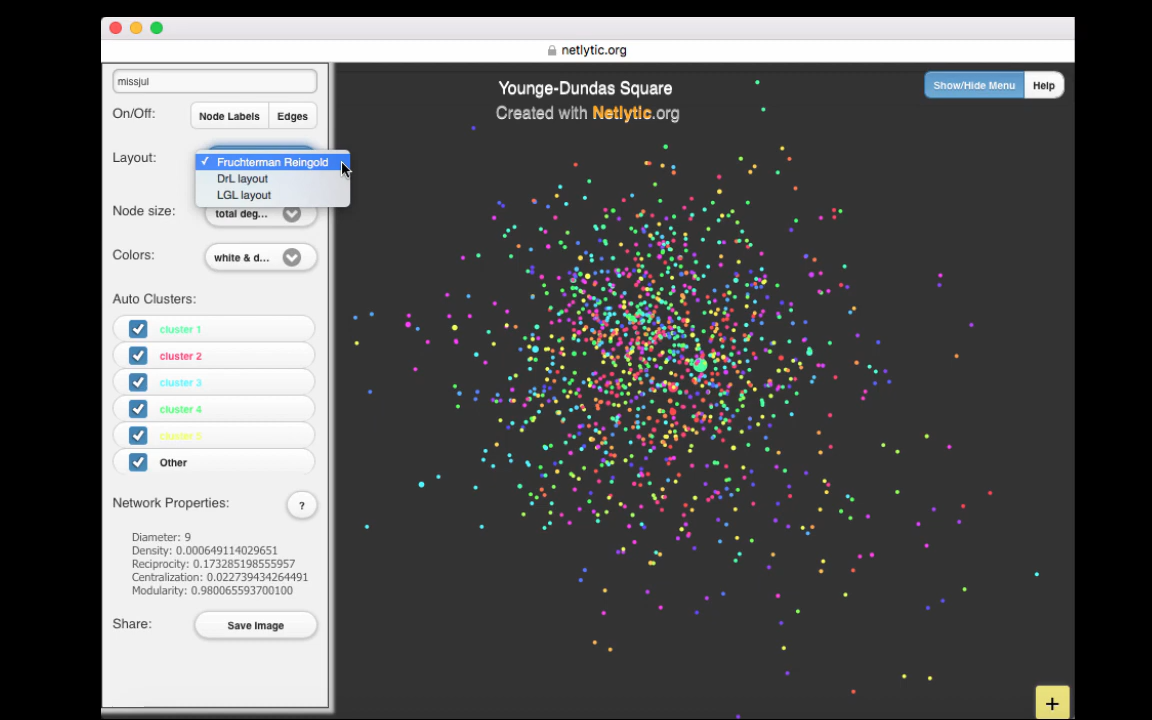 netlytic.org
missjul
On/Off:
Node Labels
Edges
Layout:
✓ Fruchterman Reingold
DrL layout
LGL layout
Node size:
total deg...
Colors:
white & d...
Auto Clusters:
cluster 1
cluster 2
cluster 3
cluster 4
cluster 5
Other
Network Properties:
?
Diameter: 9
Density: 0.000649114029651
Reciprocity: 0.173285198555957
Centralization: 0.022739434264491
Modularity: 0.980065593700100
Share:
Save Image
Younge-Dundas Square
Created with Netlytic.org
Show/Hide Menu
Help
+